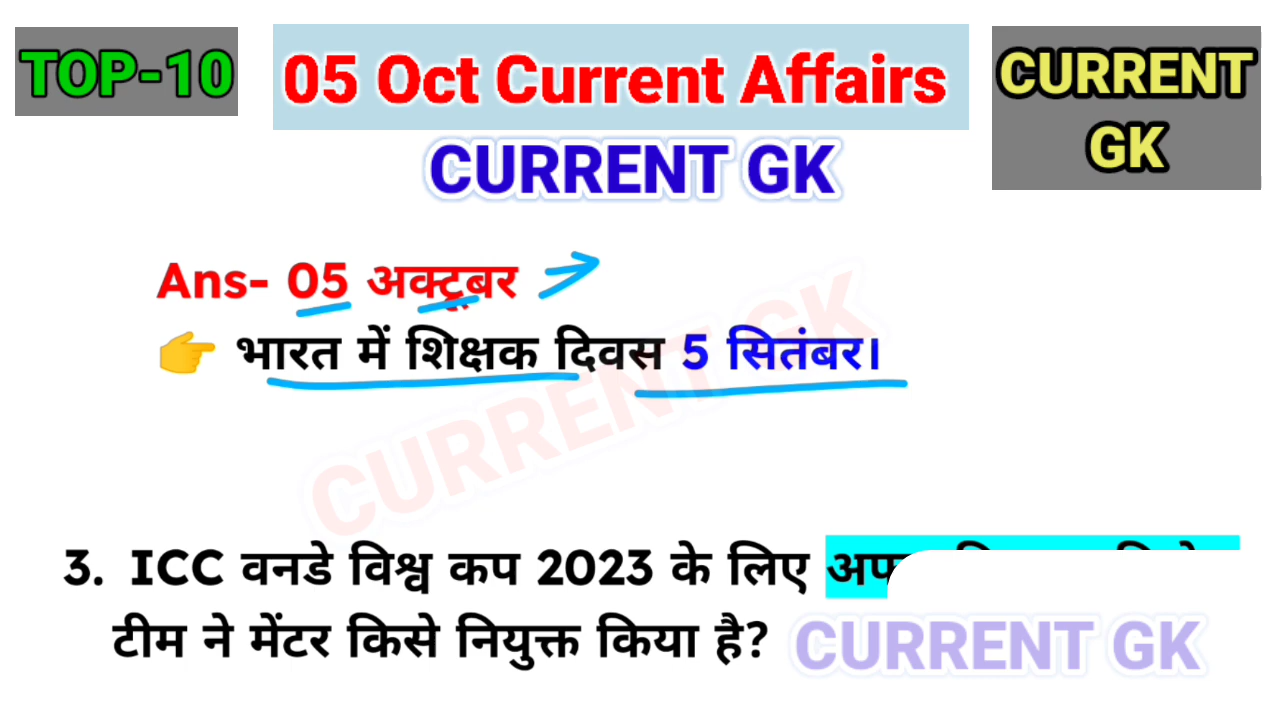 TOP-10
05 Oct Current Affairs
CURRENT
GK
CURRENT GK
Ans- 05 अक्टूबर
👉 भारत में शिक्षक दिवस 5 सितंबर।
CURRENT GK
3. ICC वनडे विश्व कप 2023 के लिए
टीम ने मेंटर किसे नियुक्त किया है?
CURRENT GK